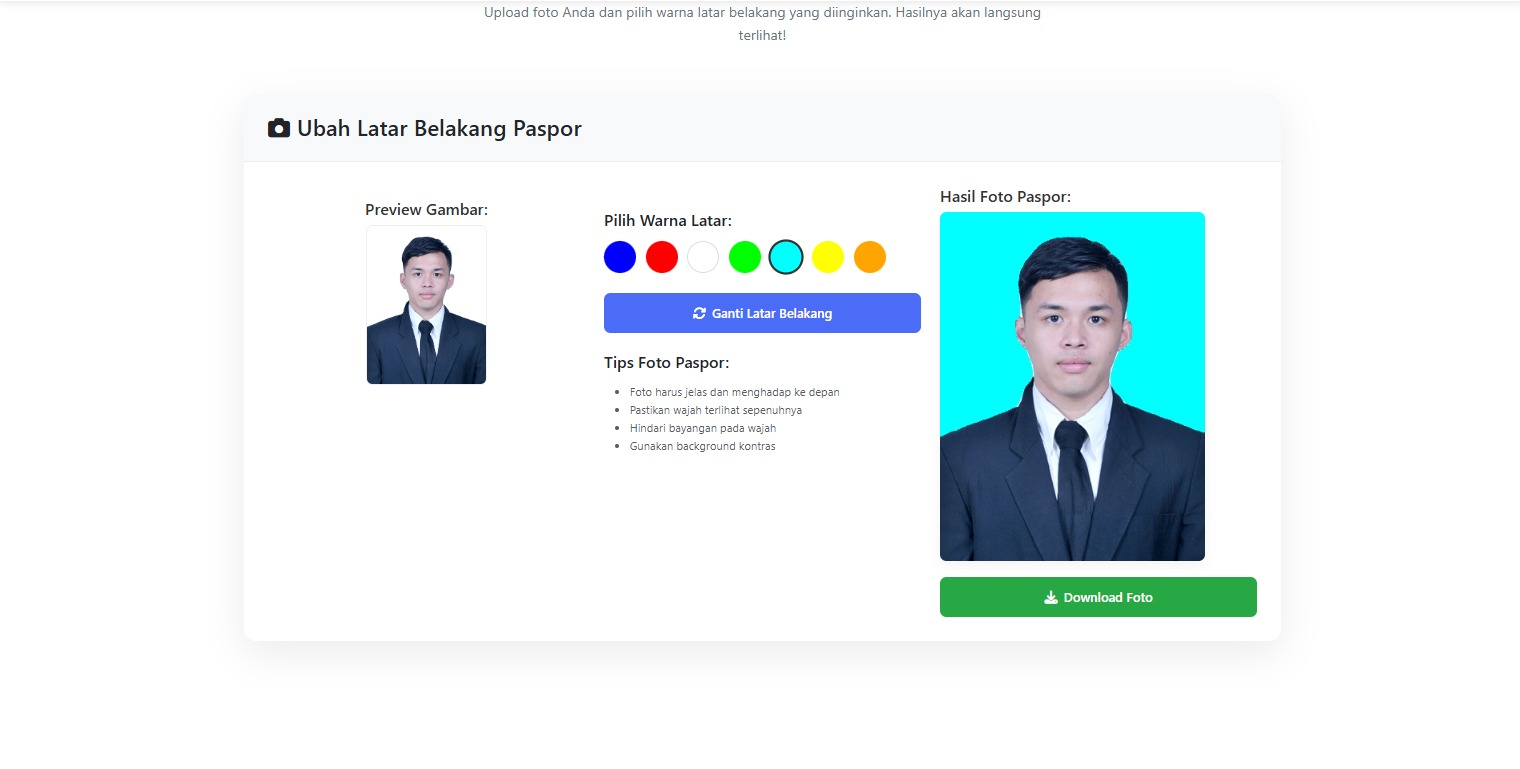 Upload foto Anda dan pilih warna latar belakang yang diinginkan. Hasilnya akan langsung
terlihat!
Ubah Latar Belakang Paspor
Preview Gambar:
Pilih Warna Latar:
Ganti Latar Belakang
Tips Foto Paspor:
Foto harus jelas dan menghadap ke depan
Pastikan wajah terlihat sepenuhnya
Hindari bayangan pada wajah
Gunakan background kontras
Hasil Foto Paspor:
Download Foto